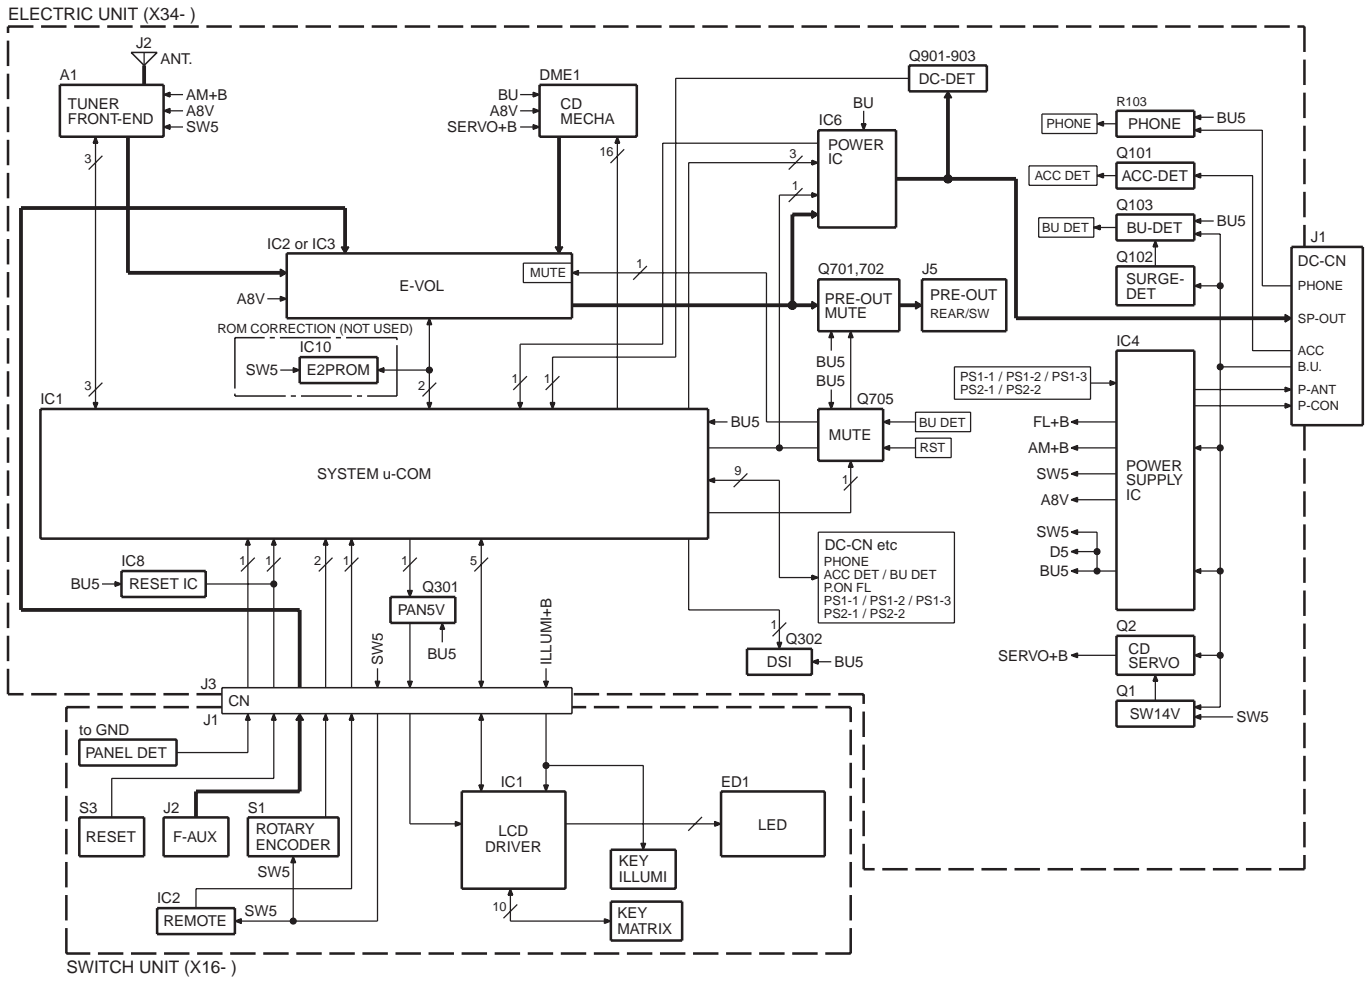 ELECTRIC UNIT (X34- )
J2
ANT.
A1
TUNER
FRONT-END
AM+B
A8V
SW5
3
DME1
CD
MECHA
BU
A8V
SERVO+B
16
Q901-903
DC-DET
BU
IC6
POWER
IC
3
1
R103
PHONE
PHONE
BU5
Q101
ACC DET
ACC-DET
Q103
BU DET
BU-DET
BU5
Q102
SURGE-
DET
J1
DC-CN
PHONE
SP-OUT
ACC
B.U.
P-ANT
P-CON
IC2 or IC3
E-VOL
MUTE
1
A8V
Q701,702
PRE-OUT
MUTE
J5
PRE-OUT
REAR/SW
ROM CORRECTION (NOT USED)
IC10
SW5
E2PROM
2
1
1
3
BU5
BU5
IC4
PS1-1 / PS1-2 / PS1-3
PS2-1 / PS2-2
POWER
SUPPLY
IC
FL+B
AM+B
SW5
A8V
SW5
D5
BU5
IC1
SYSTEM u-COM
BU5
Q705
MUTE
BU DET
RST
9
1
DC-CN etc
PHONE
ACC DET / BU DET
P.ON FL
PS1-1 / PS1-2 / PS1-3
PS2-1 / PS2-2
IC8
BU5
RESET IC
1
1
2
1
1
5
Q301
PAN5V
BU5
SW5
ILLUMI+B
1
Q302
DSI
BU5
Q2
SERVO+B
CD
SERVO
Q1
SW14V
SW5
J3
CN
J1
to GND
PANEL DET
S3
RESET
J2
F-AUX
S1
ROTARY
ENCODER
SW5
IC2
REMOTE
SW5
IC1
LCD
DRIVER
ED1
LED
KEY
ILLUMI
10
KEY
MATRIX
SWITCH UNIT (X16- )